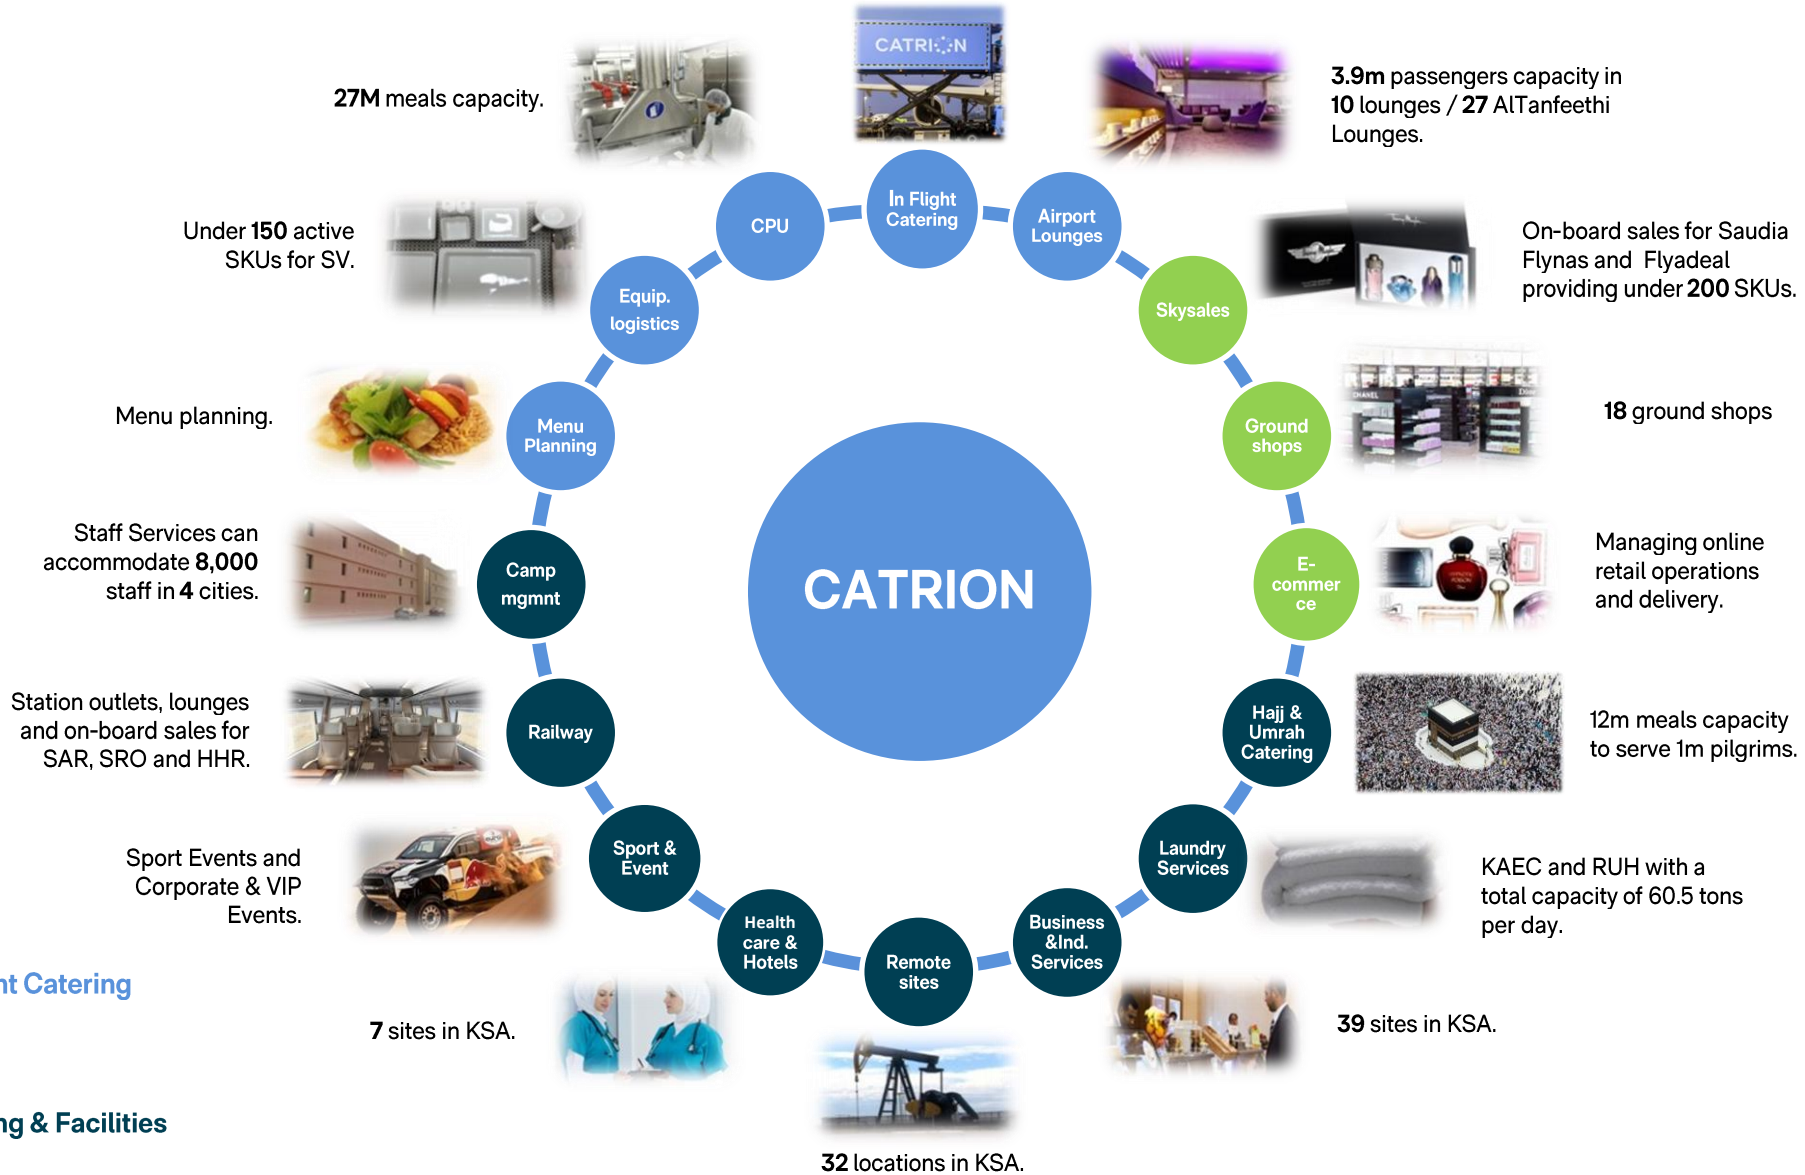 CATRION
27M meals capacity.
3.9m passengers capacity in
10 lounges / 27 AlTanfeethi
Lounges.
In Flight
Catering
CPU
Airport
Lounges
Under 150 active
SKUs for SV.
On-board sales for Saudia
Flynas and Flyadeal
providing under 200 SKUs.
Equip.
logistics
Skysales
Menu planning.
Menu
Planning
Ground
shops
CHANEL
Dior
18 ground shops
Staff Services can
accommodate 8,000
staff in 4 cities.
Camp
mgmnt
CATRION
E-
commer
ce
Managing online
retail operations
and delivery.
Station outlets, lounges
and on-board sales for
SAR, SRO and HHR.
Railway
Hajj &
Umrah
Catering
12m meals capacity
to serve 1m pilgrims.
Sport Events and
Corporate & VIP
Events.
Sport &
Event
Laundry
Services
KAEC and RUH with a
total capacity of 60.5 tons
per day.
Health
care &
Hotels
Remote
sites
Business
&Ind.
Services
nt Catering
7 sites in KSA.
39 sites in KSA.
ng & Facilities
32 locations in KSA.